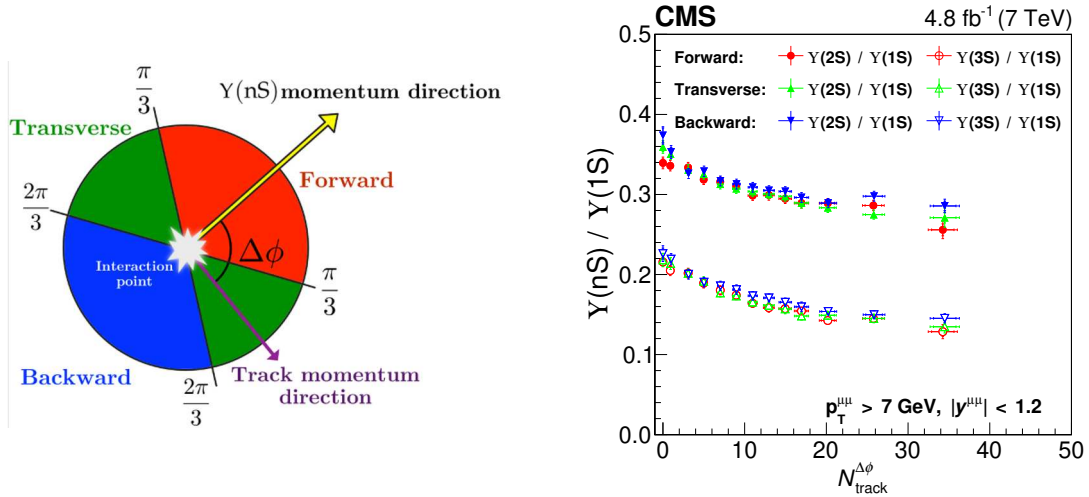 π/3
Υ(nS) momentum direction
Transverse
Forward
2π/3
Δϕ
Interaction
point
π/3
Backward
2π/3
Track momentum
direction
CMS 4.8 fb⁻¹ (7 TeV)
Υ(nS) / Υ(1S)
0.5
Forward: Υ(2S) / Υ(1S) Υ(3S) / Υ(1S)
Transverse: Υ(2S) / Υ(1S) Υ(3S) / Υ(1S)
Backward: Υ(2S) / Υ(1S) Υ(3S) / Υ(1S)
0.4
0.3
0.2
0.1
p_T^μμ > 7 GeV, |y^μμ| < 1.2
0.0
0 10 20 30 40 50
N_track^Δϕ